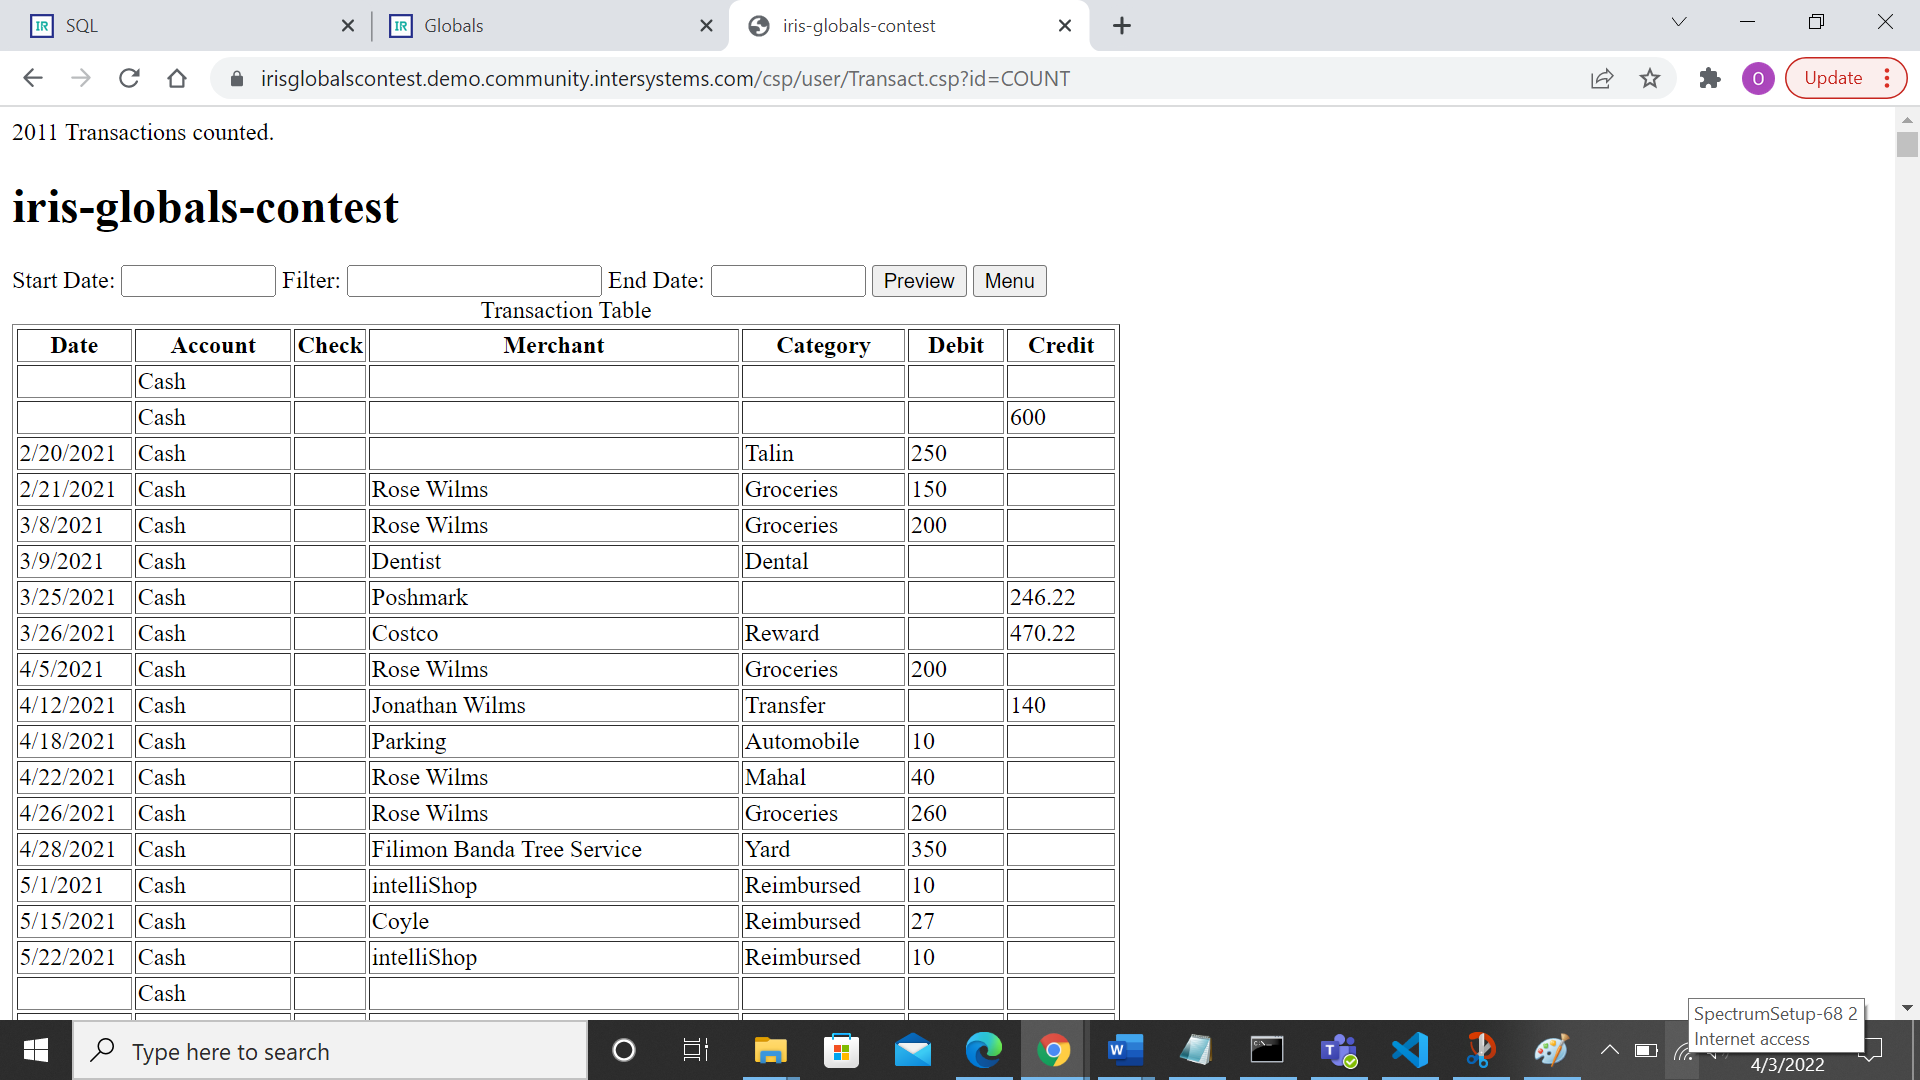 SQL
Globals
iris-globals-contest
irisglobalscontest.demo.community.intersystems.com/csp/user/Transact.csp?id=COUNT
O
Update
2011 Transactions counted.
iris-globals-contest
Start Date: Filter: End Date: Preview Menu
Transaction Table
Date Account Check Merchant Category Debit Credit
Cash
Cash 600
2/20/2021 Cash Talin 250
2/21/2021 Cash Rose Wilms Groceries 150
3/8/2021 Cash Rose Wilms Groceries 200
3/9/2021 Cash Dentist Dental
3/25/2021 Cash Poshmark 246.22
3/26/2021 Cash Costco Reward 470.22
4/5/2021 Cash Rose Wilms Groceries 200
4/12/2021 Cash Jonathan Wilms Transfer 140
4/18/2021 Cash Parking Automobile 10
4/22/2021 Cash Rose Wilms Mahal 40
4/26/2021 Cash Rose Wilms Groceries 260
4/28/2021 Cash Filimon Banda Tree Service Yard 350
5/1/2021 Cash intelliShop Reimbursed 10
5/15/2021 Cash Coyle Reimbursed 27
5/22/2021 Cash intelliShop Reimbursed 10
Cash
SpectrumSetup-68 2
Internet access
Type here to search
4/3/2022